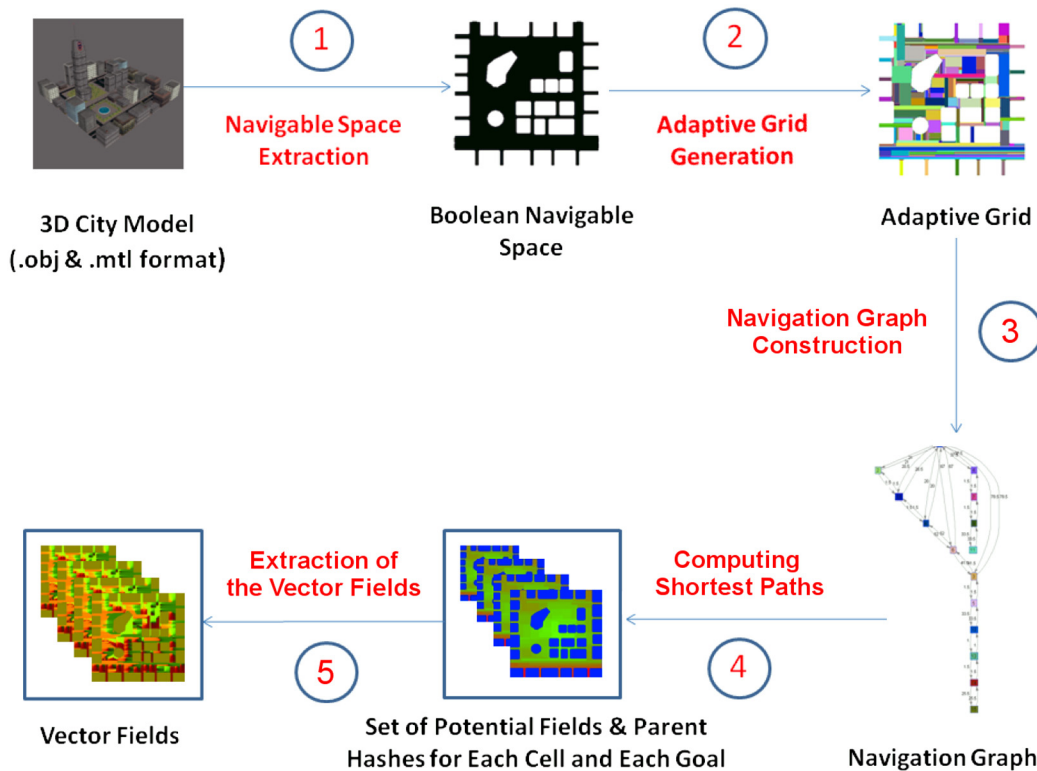 1
2
Navigable Space
Extraction
Adaptive Grid
Generation
3D City Model
(.obj & .mtl format)
Boolean Navigable
Space
Adaptive Grid
Navigation Graph
Construction
3
Extraction of
the Vector Fields
Computing
Shortest Paths
5
4
Vector Fields
Set of Potential Fields & Parent
Hashes for Each Cell and Each Goal
Navigation Graph